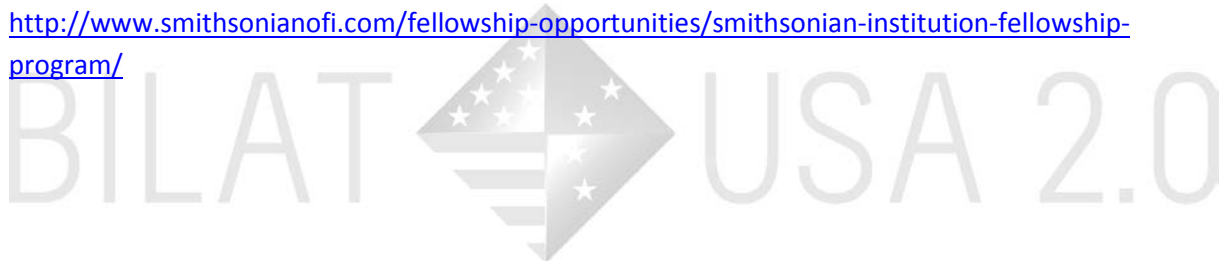 http://www.smithsonianofi.com/fellowship-opportunities/smithsonian-institution-fellowship-
program/
BILAT USA 2.0